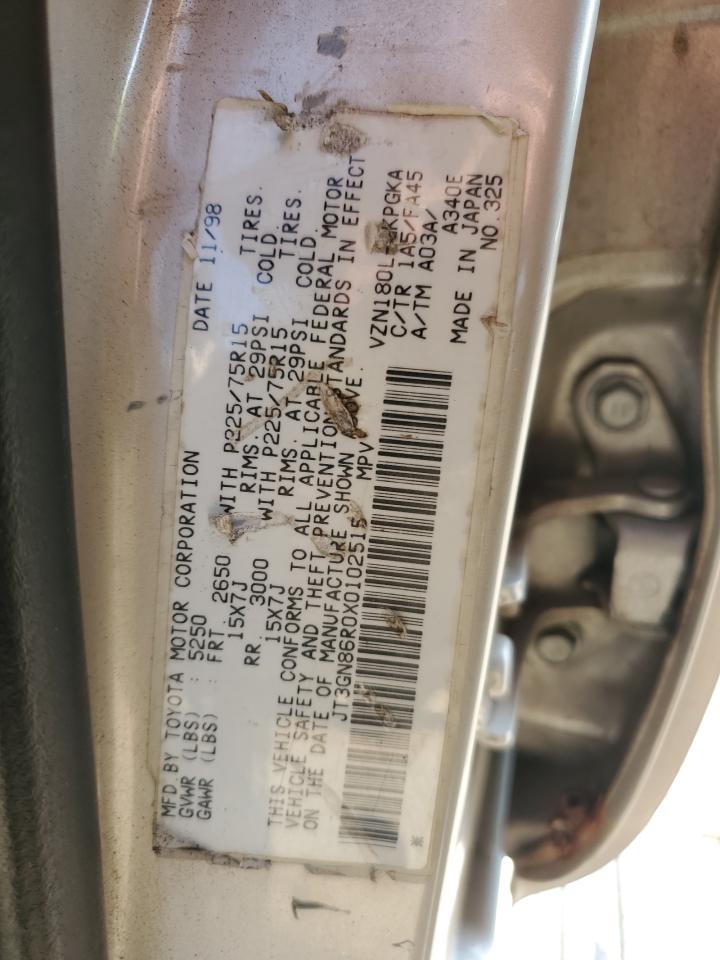 MFD.BY TOYOTA MOTOR CORPORATION DATE 11/98
GVWR (LBS) : 5250
GAWR (LBS) : FRT 2650 WITH P225/75R15 TIRES.
15X7J RIMS. AT 29PSI COLD.
RR 3000 WITH P225/75R15 TIRES.
15X7J RIMS. AT 29PSI COLD.
THIS VEHICLE CONFORMS TO ALL APPLICABLE FEDERAL MOTOR
VEHICLE SAFETY AND THEFT PREVENTION STANDARDS IN EFFECT
ON THE DATE OF MANUFACTURE SHOWN ABOVE.
JT3GN86R0X0102515 MPV
VZN180L KPGKA
C/TR 1A5/FA45
A/TM A03A/ A340E
MADE IN JAPAN
NO.325